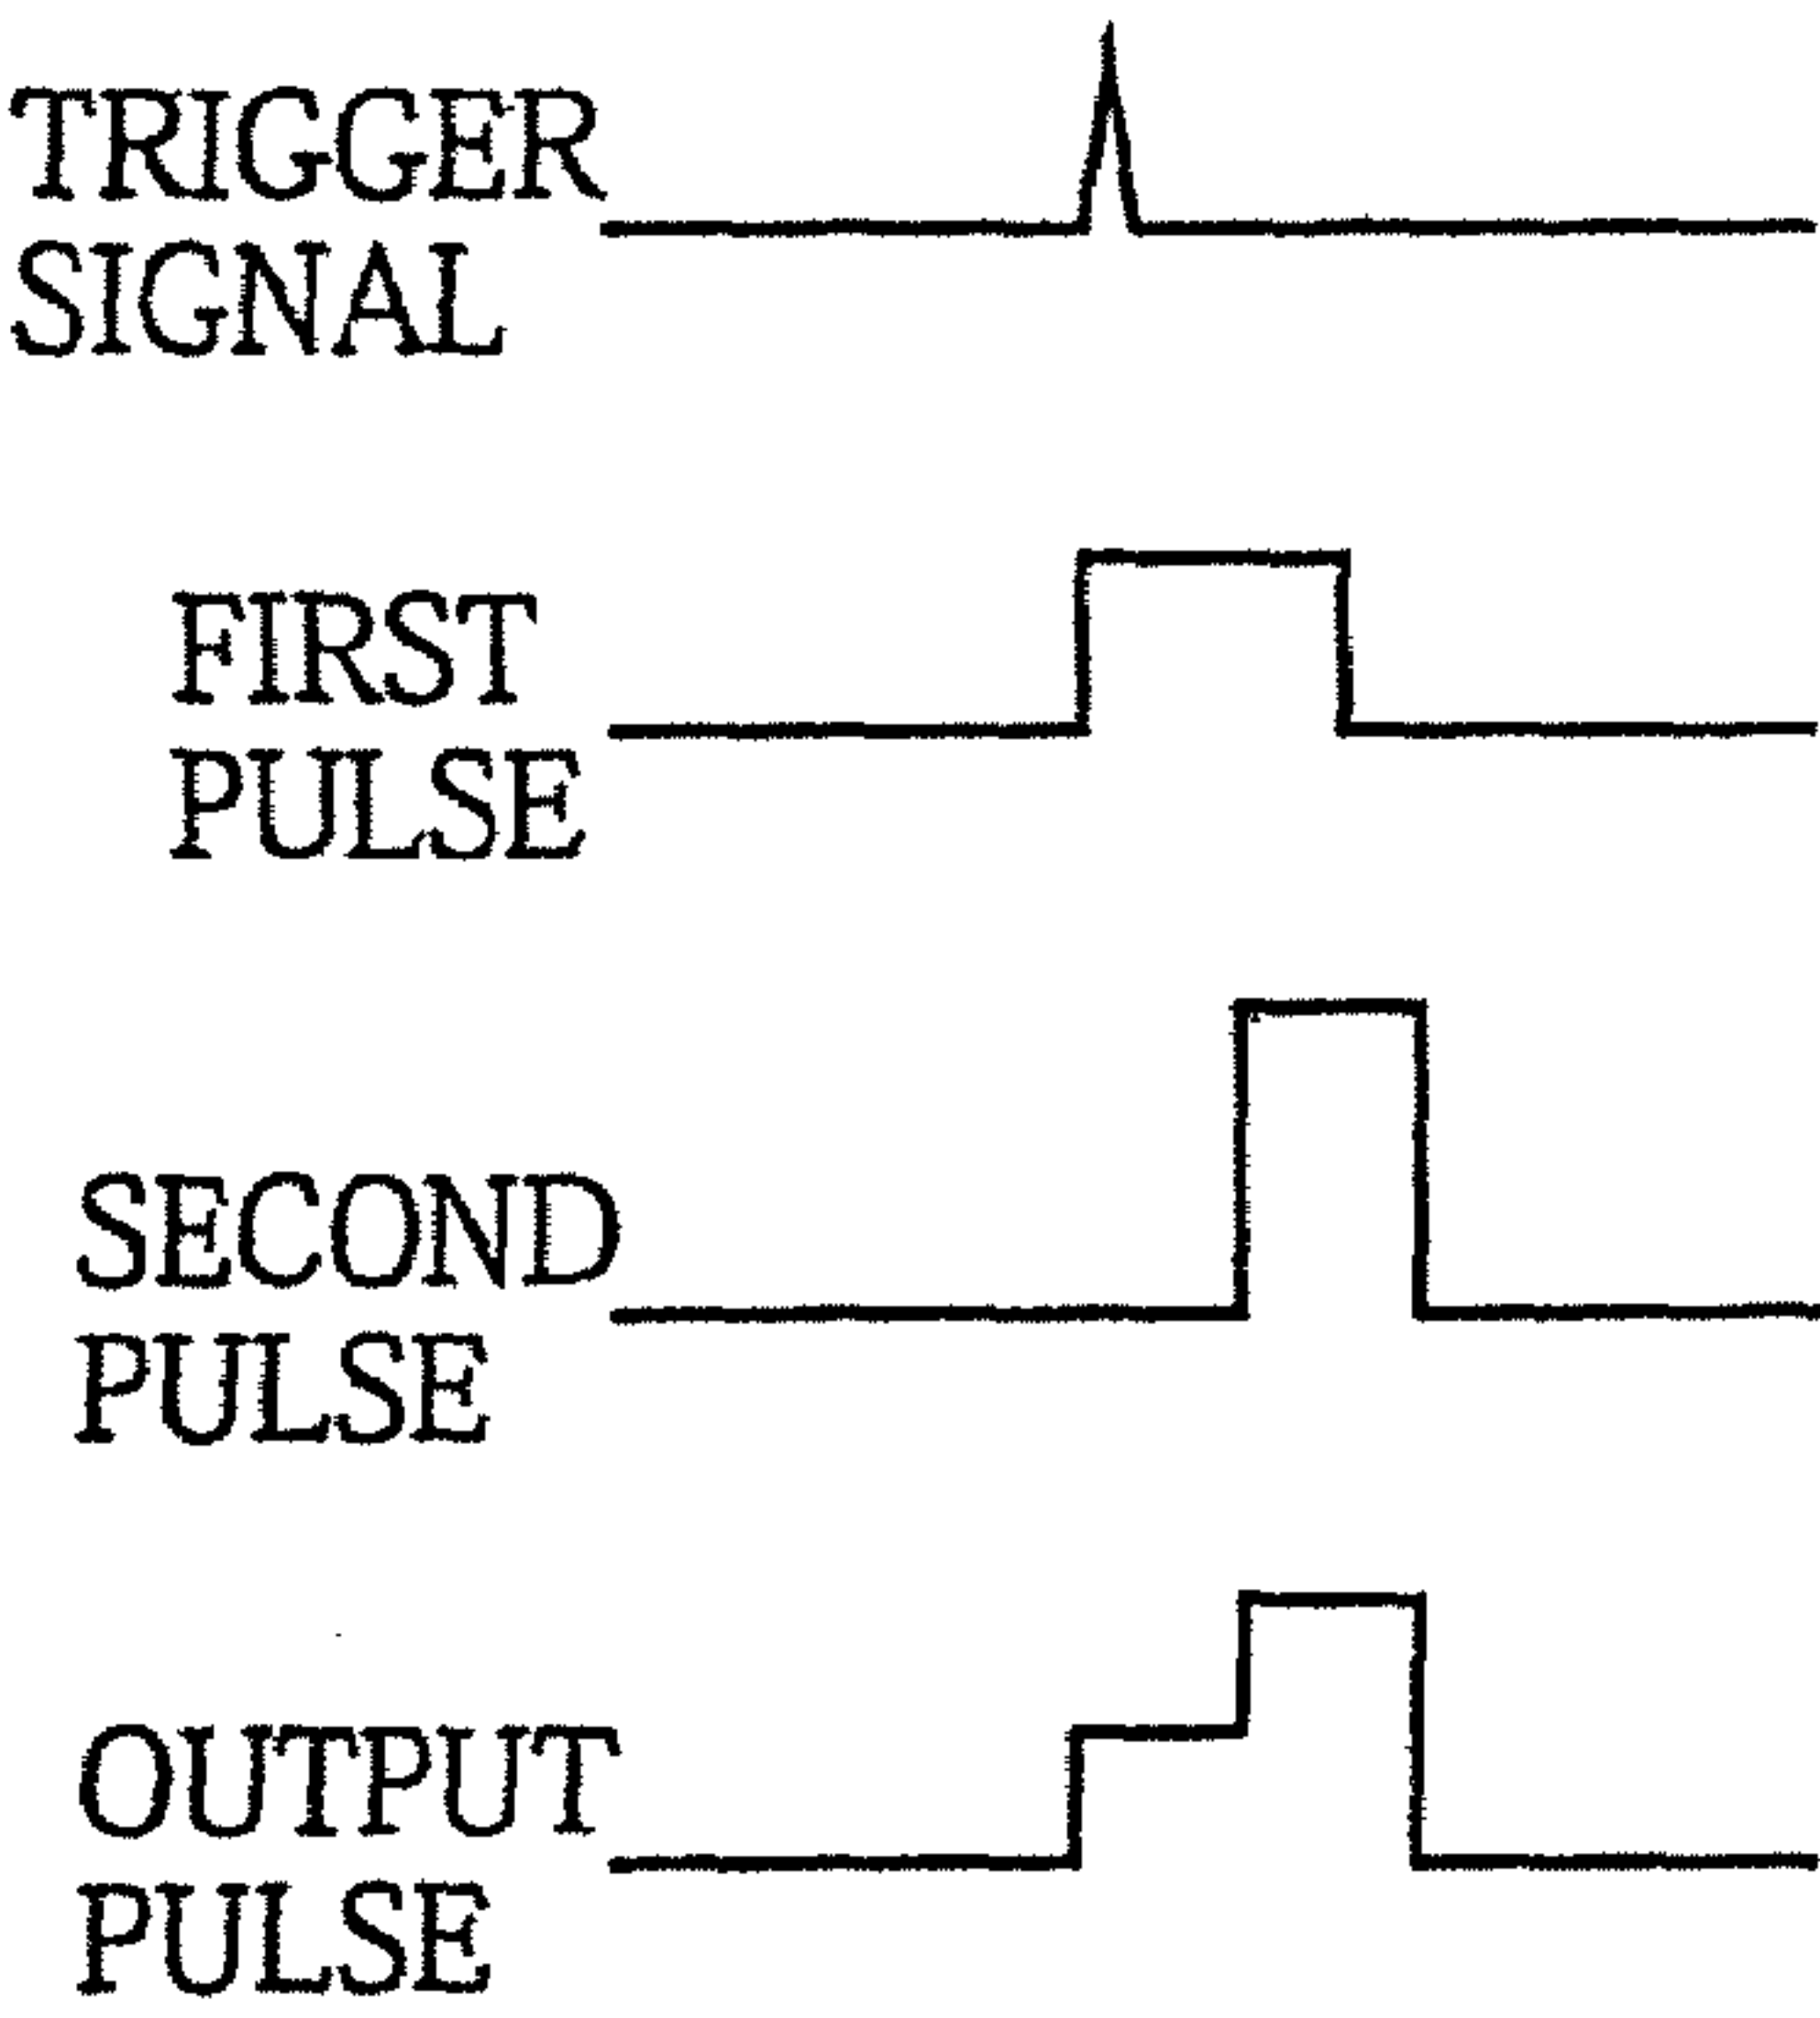 TRIGGER
SIGNAL
FIRST
PULSE
SECOND
PULSE
OUTPUT
PULSE